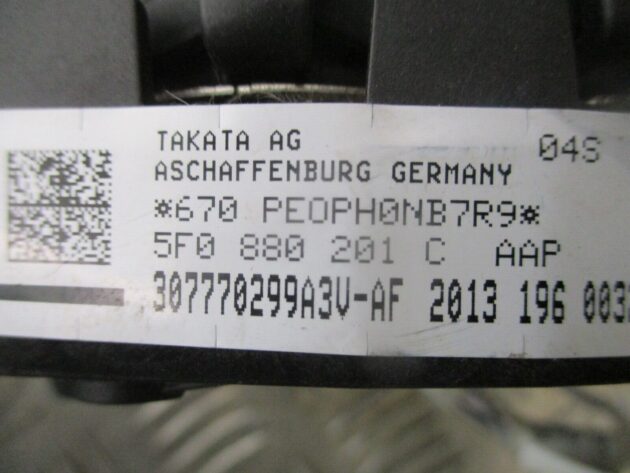 TAKATA AG 04S
ASCHAFFENBURG GERMANY
*670 PEOPH0NB7R9*
5F0 880 201 C AAP
307770299A3V-AF 2013 196